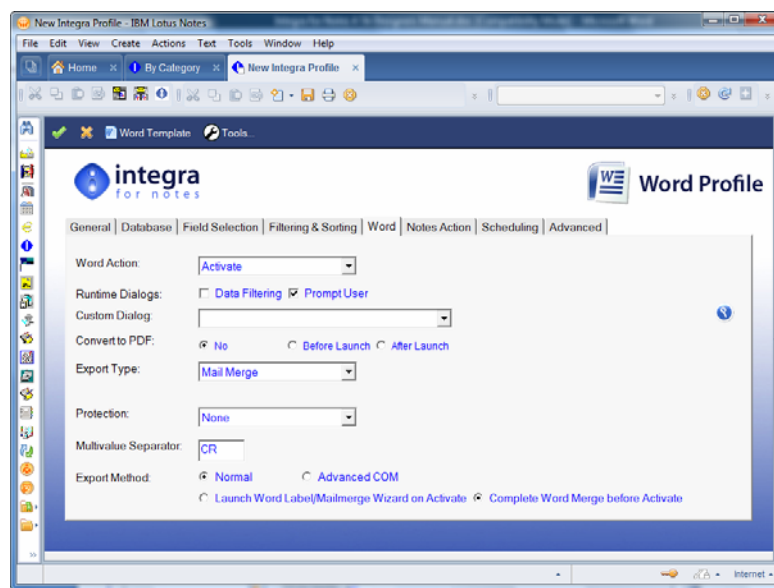 New Integra Profile - IBM Lotus Notes
File Edit View Create Actions Text Tools Window Help
Home × By Category × New Integra Profile ×
Word Template Tools...
integra
for notes
W
Word Profile
General Database Field Selection Filtering & Sorting Word Notes Action Scheduling Advanced
Word Action: Activate
Runtime Dialogs: Data Filtering Prompt User
Custom Dialog:
Convert to PDF: No Before Launch After Launch
Export Type: Mail Merge
Protection: None
Multivalue Separator: CR
Export Method: Normal Advanced COM
Launch Word Label/Mailmerge Wizard on Activate Complete Word Merge before Activate
Internet